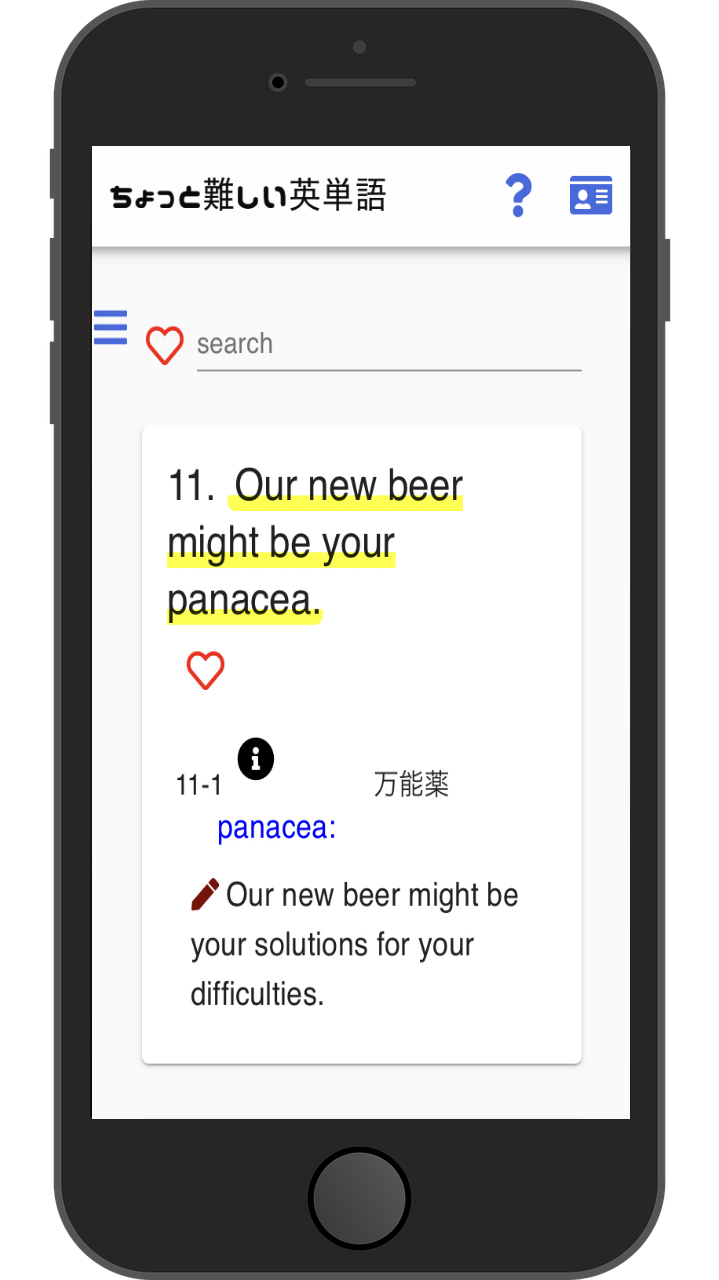 ちょっと難しい英単語
search
11. Our new beer
might be your
panacea.
11-1
万能薬
panacea:
Our new beer might be
your solutions for your
difficulties.